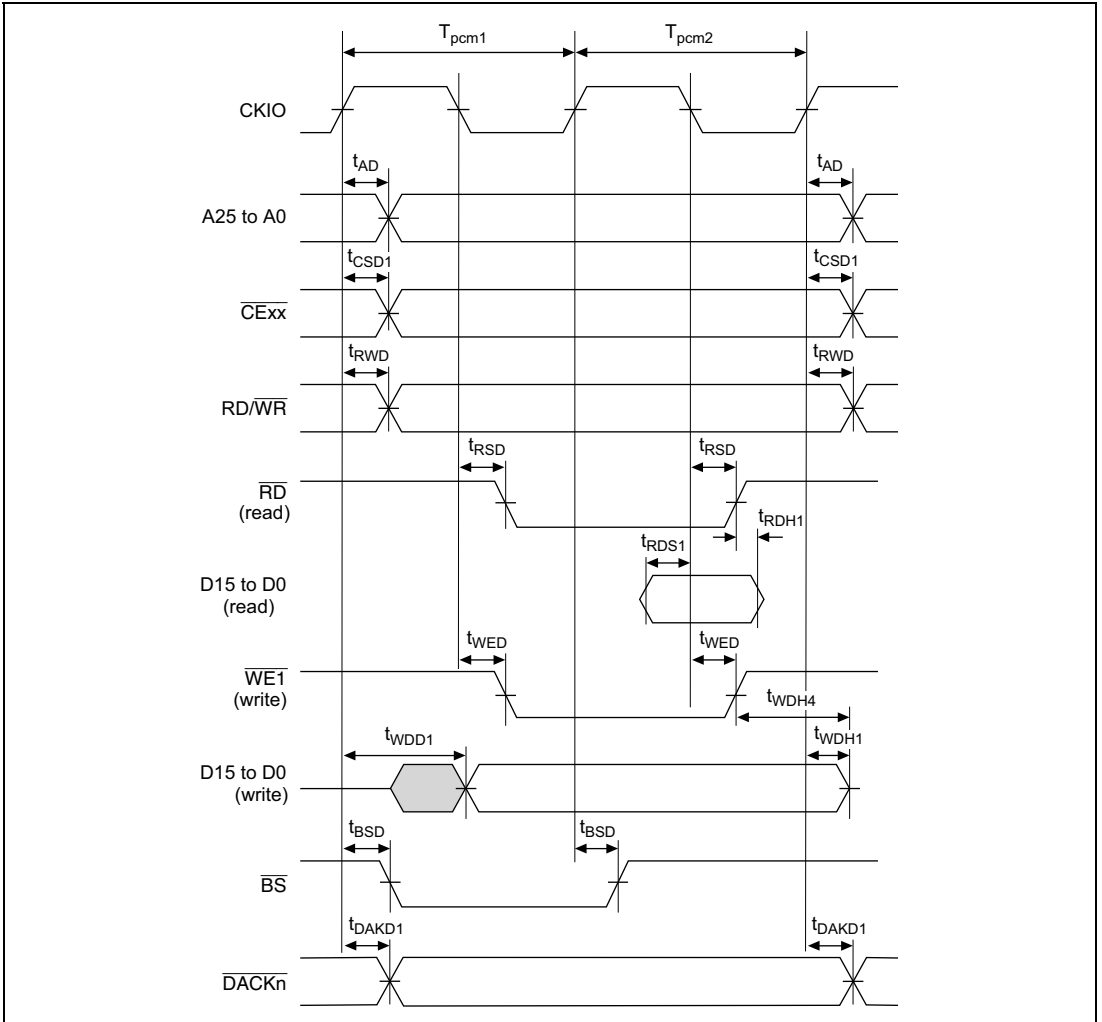 Tpcm1 Tpcm2
CKIO
tAD tAD
A25 to A0
tCSD1 tCSD1
CExx
tRWD tRWD
RD/WR
tRSD tRSD
RD
(read)
tRDH1
tRDS1
D15 to D0
(read)
tWED tWED
WE1
(write)
tWDH4
tWDD1 tWDH1
D15 to D0
(write)
tBSD tBSD
BS
tDAKD1 tDAKD1
DACKn